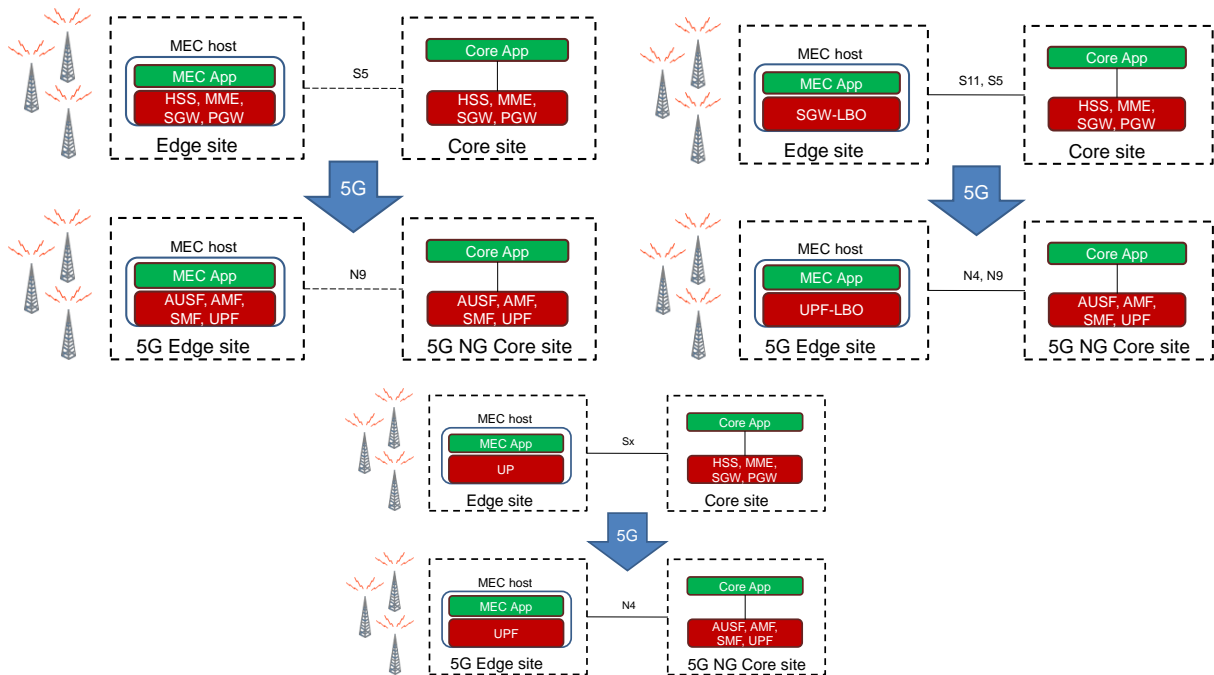 MEC host
MEC App
HSS, MME,
SGW, PGW
Edge site
S5
Core App
HSS, MME,
SGW, PGW
Core site
5G
MEC host
MEC App
AUSF, AMF,
SMF, UPF
5G Edge site
N9
Core App
AUSF, AMF,
SMF, UPF
5G NG Core site
MEC host
MEC App
SGW-LBO
Edge site
S11, S5
Core App
HSS, MME,
SGW, PGW
Core site
5G
MEC host
MEC App
UPF-LBO
5G Edge site
N4, N9
Core App
AUSF, AMF,
SMF, UPF
5G NG Core site
MEC host
MEC App
UP
Edge site
Sx
Core App
HSS, MME,
SGW, PGW
Core site
5G
MEC host
MEC App
UPF
5G Edge site
N4
Core App
AUSF, AMF,
SMF, UPF
5G NG Core site